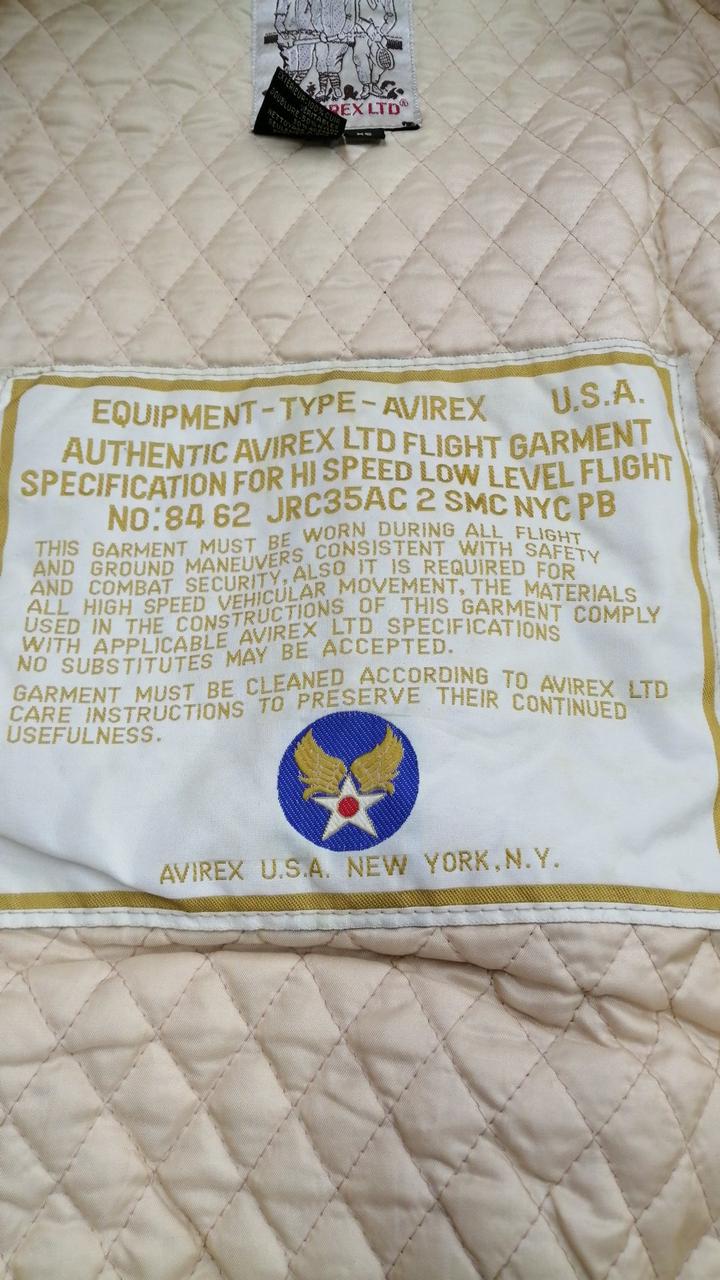 REX LTD®
EQUIPMENT-TYPE-AVIREX U.S.A.
AUTHENTIC AVIREX LTD FLIGHT GARMENT
SPECIFICATION FOR HI SPEED LOW LEVEL FLIGHT
NO:84 62 JRC35AC 2 SMC NYC PB
THIS GARMENT MUST BE WORN DURING ALL FLIGHT
AND GROUND MANEUVERS CONSISTENT WITH SAFETY
AND COMBAT SECURITY, ALSO IT IS REQUIRED FOR
ALL HIGH SPEED VEHICULAR MOVEMENT, THE MATERIALS
USED IN THE CONSTRUCTIONS OF THIS GARMENT COMPLY
WITH APPLICABLE AVIREX LTD SPECIFICATIONS
NO SUBSTITUTES MAY BE ACCEPTED.
GARMENT MUST BE CLEANED ACCORDING TO AVIREX LTD
CARE INSTRUCTIONS TO PRESERVE THEIR CONTINUED
USEFULNESS.
AVIREX U.S.A. NEW YORK, N.Y.